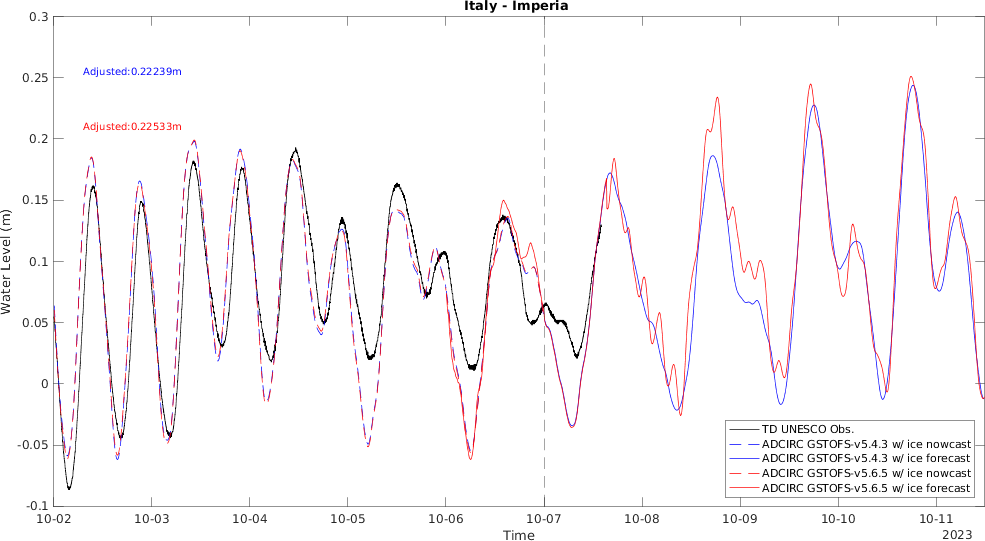 Italy - Imperia
0.3
0.25
0.2
0.15
0.1
0.05
0
-0.05
-0.1
Water Level (m)
Adjusted:0.22239m
Adjusted:0.22533m
TD UNESCO Obs.
ADCIRC GSTOFS-v5.4.3 w/ ice nowcast
ADCIRC GSTOFS-v5.4.3 w/ ice forecast
ADCIRC GSTOFS-v5.6.5 w/ ice nowcast
ADCIRC GSTOFS-v5.6.5 w/ ice forecast
10-02 10-03 10-04 10-05 10-06 10-07 10-08 10-09 10-10 10-11
Time
2023